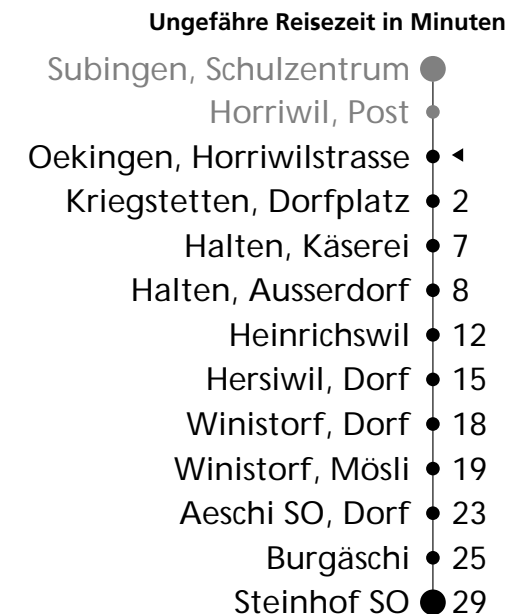 Ungefähre Reisezeit in Minuten
Subingen, Schulzentrum
Horriwil, Post
Oekingen, Horriwilstrasse
Kriegstetten, Dorfplatz 2
Halten, Käserei 7
Halten, Ausserdorf 8
Heinrichswil 12
Hersiwil, Dorf 15
Winistorf, Dorf 18
Winistorf, Mösli 19
Aeschi SO, Dorf 23
Burgäschi 25
Steinhof SO 29